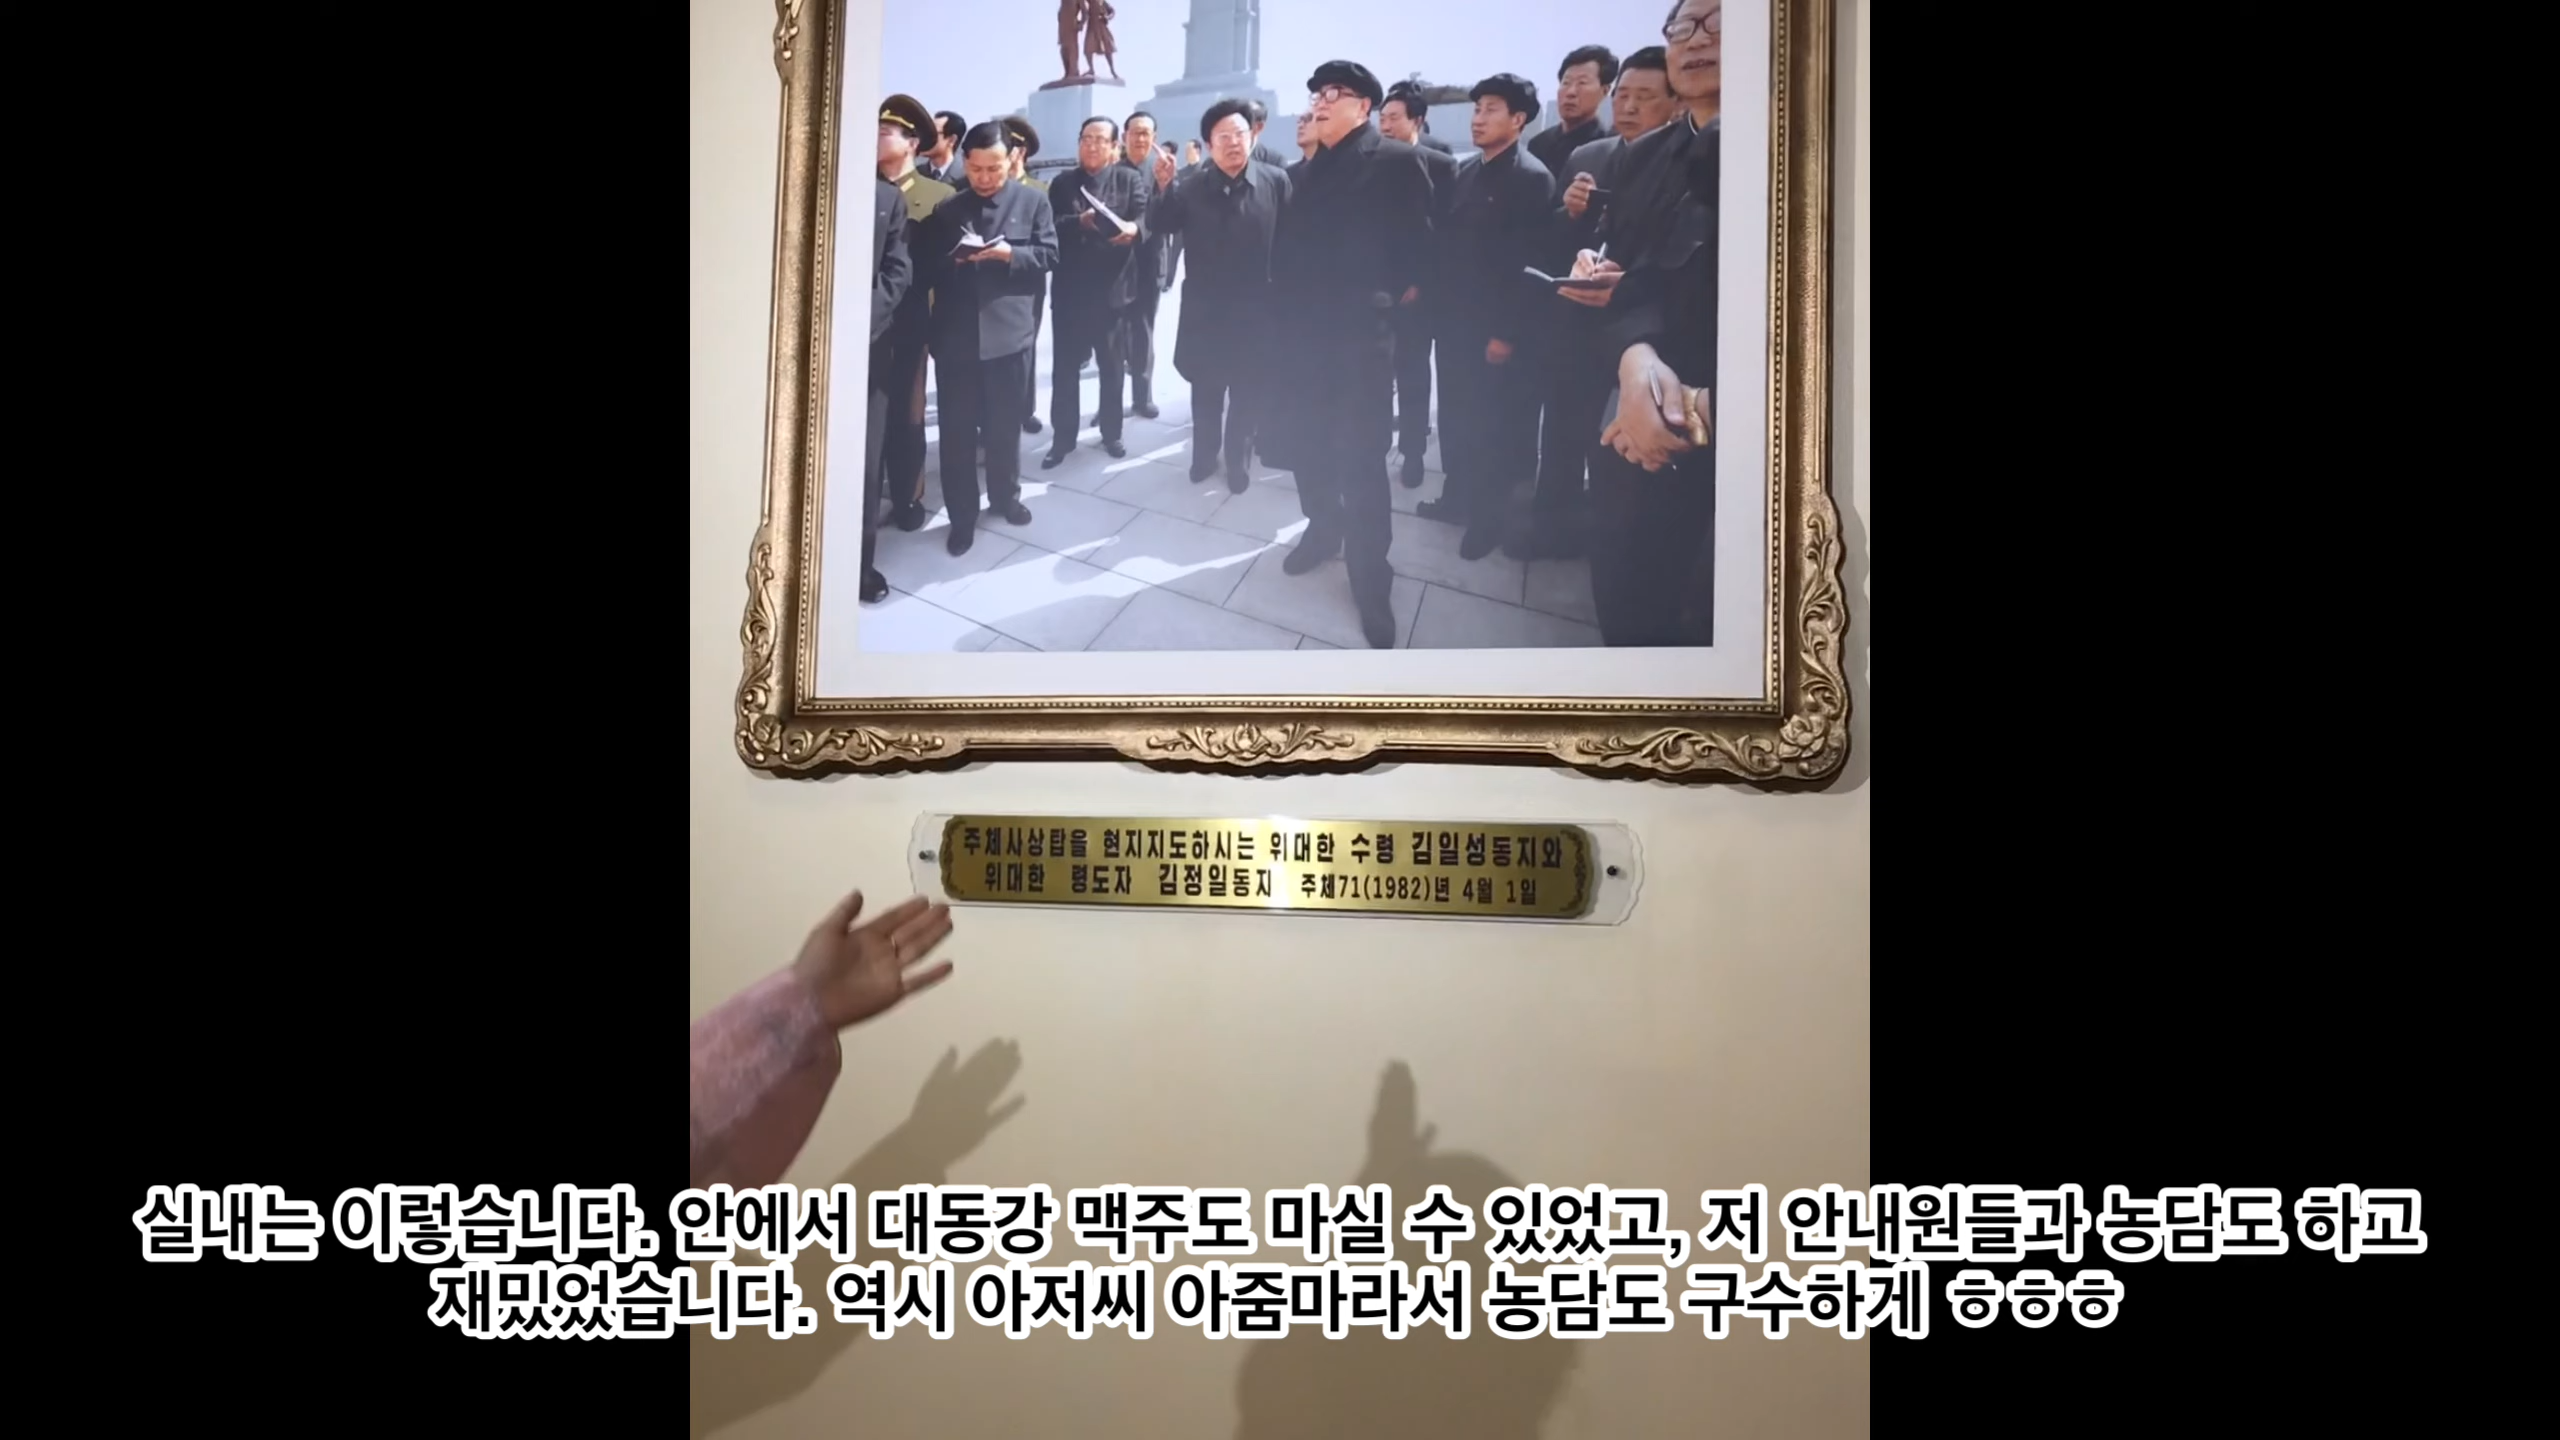 주체사상탑을 현지지도하시는 위대한 수령 김일성동지와
위대한 령도자 김정일동지 주체71(1982)년 4월 1일
실내는 이렇습니다. 안에서 대동강 맥주도 마실 수 있었고, 저 안내원들과 농담도 하고
재밌었습니다. 역시 아저씨 아줌마라서 농담도 구수하게 ㅎㅎㅎ